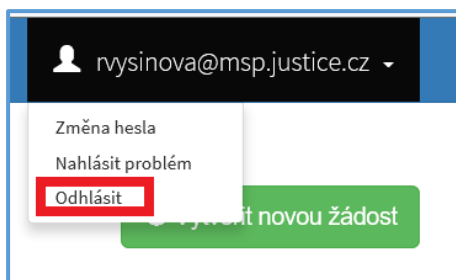 rvysinova@msp.justice.cz
Změna hesla
Nahlásit problém
Odhlásit
novou žádost